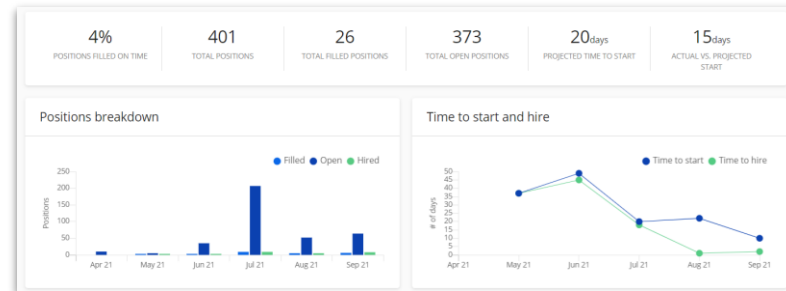 4%
POSITIONS FILLED ON TIME
401
TOTAL POSITIONS
26
TOTAL FILLED POSITIONS
373
TOTAL OPEN POSITIONS
20days
PROJECTED TIME TO START
15days
ACTUAL VS. PROJECTED
START
Positions breakdown
Filled Open Hired
Positions
250
200
150
100
50
0
Apr 21 May 21 Jun 21 Jul 21 Aug 21 Sep 21
Time to start and hire
Time to start Time to hire
# of days
50
45
40
35
30
25
20
15
10
5
0
Apr 21 May 21 Jun 21 Jul 21 Aug 21 Sep 21